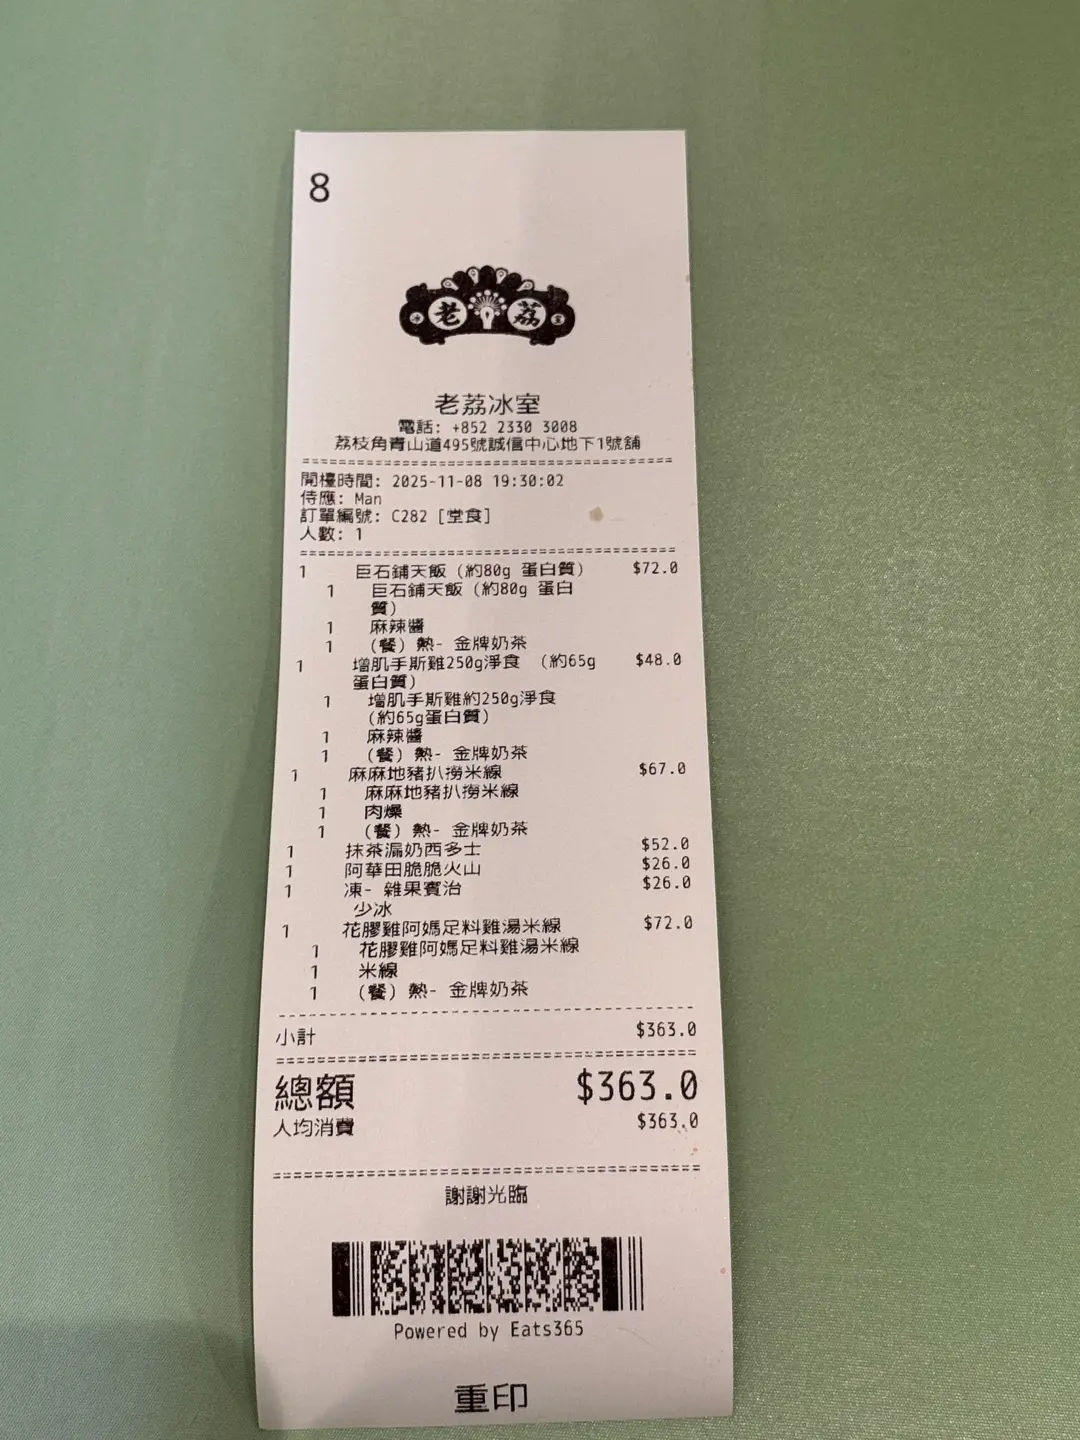 8
冰 老 荔 室
老荔冰室
電話: +852 2330 3008
荔枝角青山道495號誠信中心地下1號舖
開檯時間: 2025-11-08 19:30:02
侍應: Man
訂單編號: C282 [堂食]
人數: 1
1 巨石鋪天飯 (約80g 蛋白質) $72.0
1 巨石鋪天飯 (約80g 蛋白
質)
1 麻辣醬
1 (餐) 熱- 金牌奶茶
1 增肌手斯雞250g淨食 (約65g $48.0
蛋白質)
1 增肌手斯雞約250g淨食
(約65g蛋白質)
1 麻辣醬
1 (餐) 熱- 金牌奶茶
1 麻麻地豬扒撈米線 $67.0
1 麻麻地豬扒撈米線
1 肉燥
1 (餐) 熱- 金牌奶茶
1 抹茶漏奶西多士 $52.0
1 阿華田脆脆火山 $26.0
1 凍- 雜果賓治 $26.0
少冰
1 花膠雞阿媽足料雞湯米線 $72.0
1 花膠雞阿媽足料雞湯米線
1 米線
1 (餐) 熱- 金牌奶茶
小計 $363.0
總額 $363.0
人均消費 $363.0
謝謝光臨
Powered by Eats365
重印